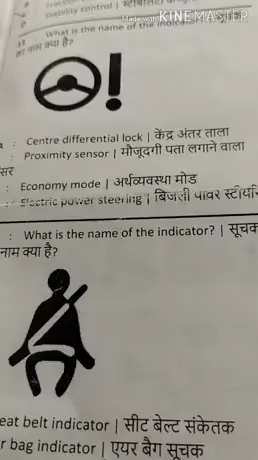 stability control | स्टेबिलिटी
Made with KINEMASTER
What is the name of the indicator?
का नाम क्या है?
: Centre differential lock | केंद्र अंतर ताला
: Proximity sensor | मौजूदगी पता लगाने वाला
सर
: Economy mode | अर्थव्यवस्था मोड
: Electric power steering | बिजली पावर स्टीयरि
: What is the name of the indicator? | सूचक
नाम क्या है?
eat belt indicator | सीट बेल्ट संकेतक
r bag indicator | एयर बैग सूचक